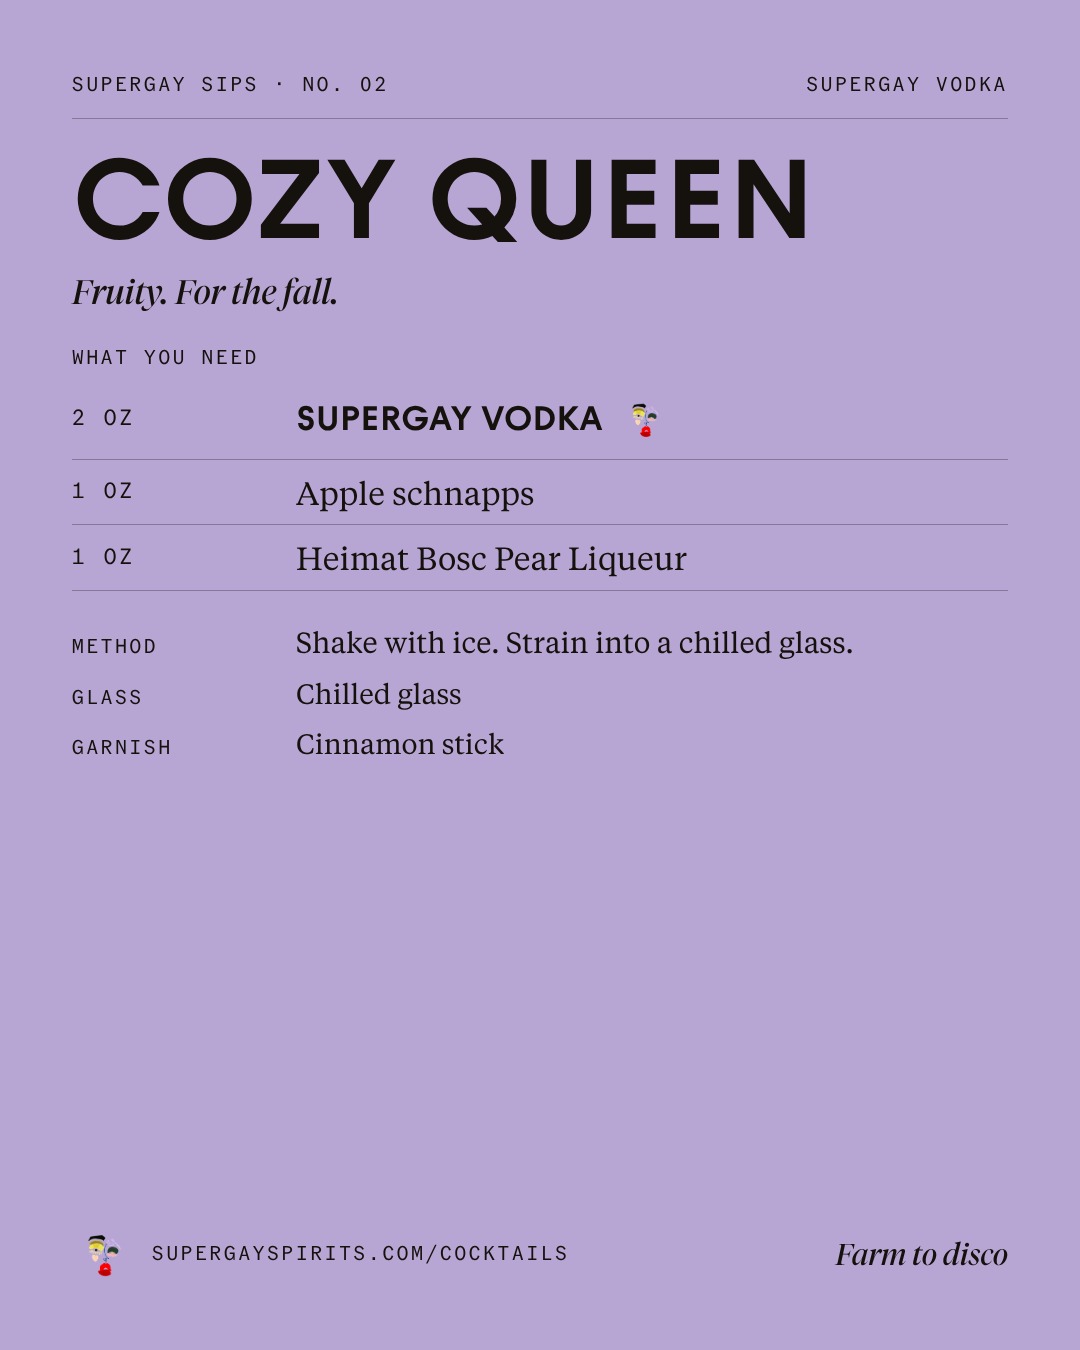 SUPERGAY SIPS · NO. 02
SUPERGAY VODKA
COZY QUEEN
Fruity. For the fall.
WHAT YOU NEED
2 OZ SUPERGAY VODKA
1 OZ Apple schnapps
1 OZ Heimat Bosc Pear Liqueur
METHOD Shake with ice. Strain into a chilled glass.
GLASS Chilled glass
GARNISH Cinnamon stick
SUPERGAYSPIRITS.COM/COCKTAILS
Farm to disco